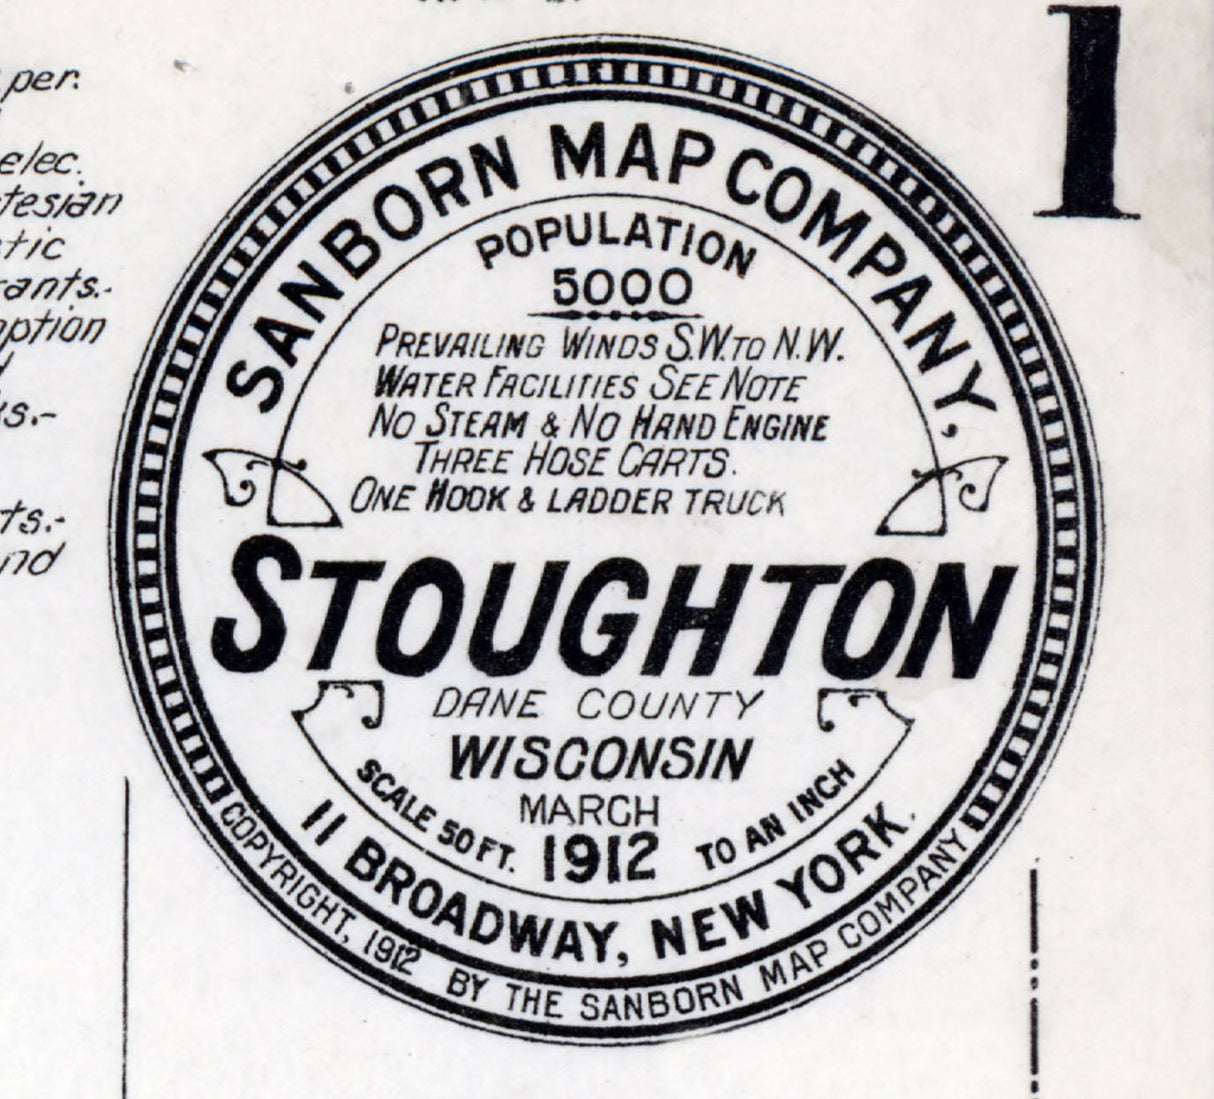 1
per.
elec.
tesian
tic
rants.-
ption
s.-
ts.-
nd
SANBORN MAP COMPANY,
POPULATION
5000
PREVAILING WINDS S.W. TO N.W.
WATER FACILITIES SEE NOTE
NO STEAM & NO HAND ENGINE
THREE HOSE CARTS.
ONE HOOK & LADDER TRUCK
STOUGHTON
DANE COUNTY
WISCONSIN
MARCH
1912
SCALE 50 FT. TO AN INCH
11 BROADWAY, NEW YORK.
COPYRIGHT, 1912 BY THE SANBORN MAP COMPANY